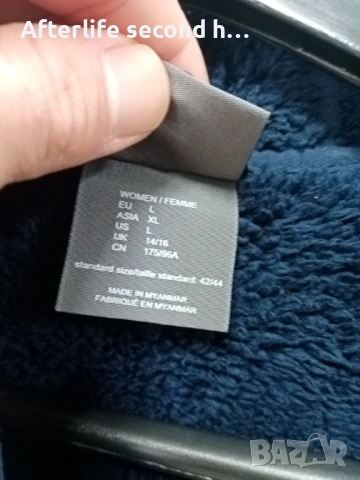 Afterlife second h...
WOMEN / FEMME
EU L
ASIA XL
US L
UK 14/16
CN 175/96A
standard size/taille standard: 42/44
MADE IN MYANMAR
FABRIQUÉ EN MYANMAR
BAZAR